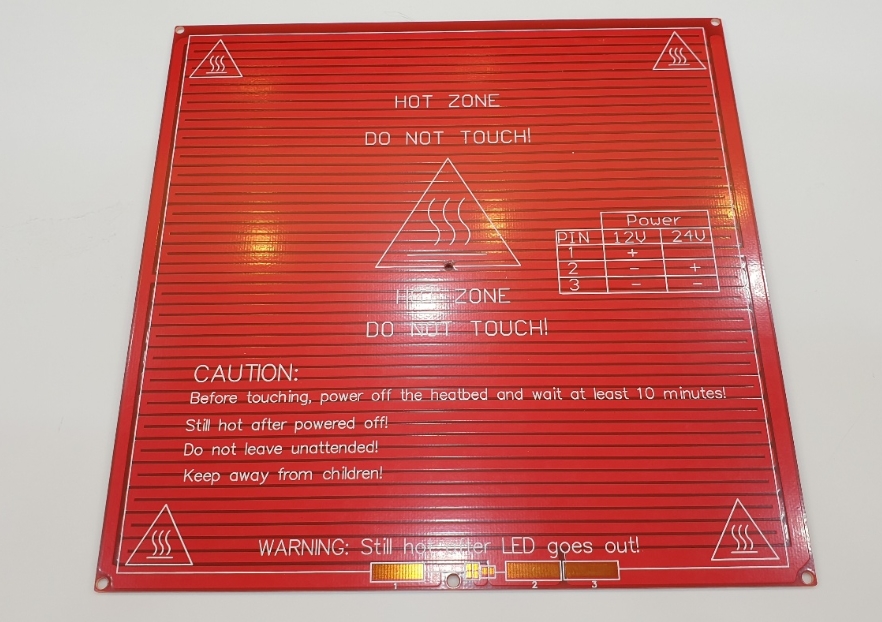 HOT ZONE
DO NOT TOUCH!
Power
PIN 12V 24V
1 +
2 - +
3 - -
HOT ZONE
DO NOT TOUCH!
CAUTION:
Before touching, power off the heatbed and wait at least 10 minutes!
Still hot after powered off!
Do not leave unattended!
Keep away from children!
WARNING: Still hot after LED goes out!
1 2 3